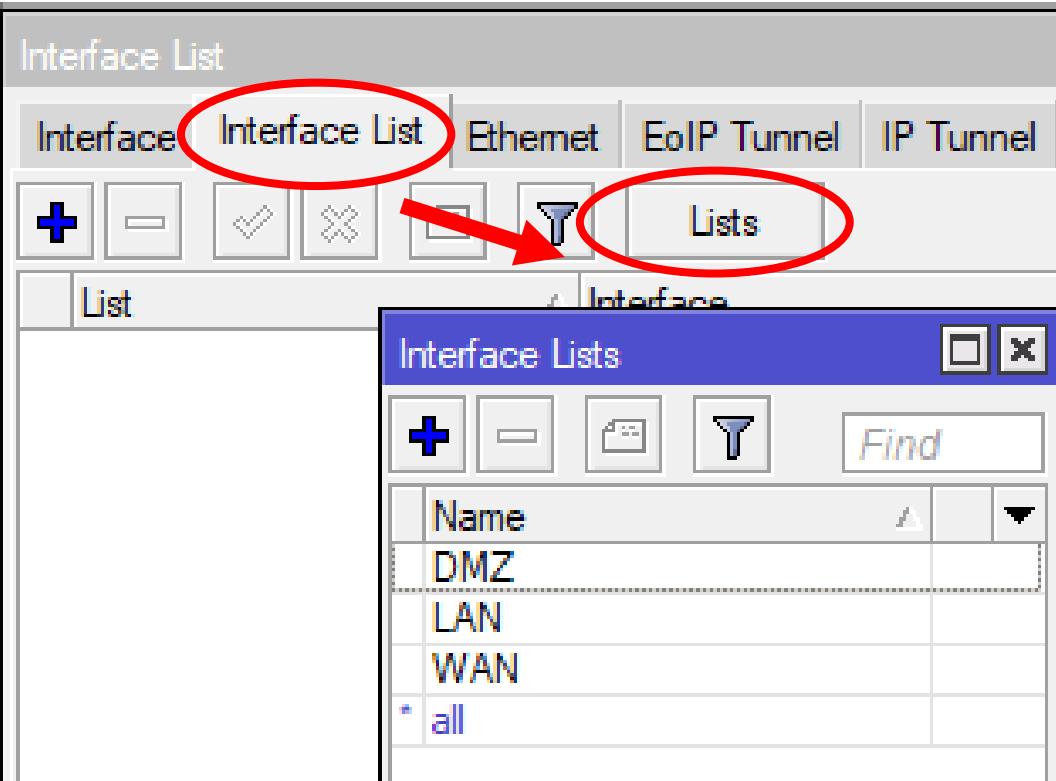 Interface List
Interface Interface List Ethernet EoIP Tunnel IP Tunnel
Lists
List Interface
Interface Lists
Find
Name
DMZ
LAN
WAN
* all